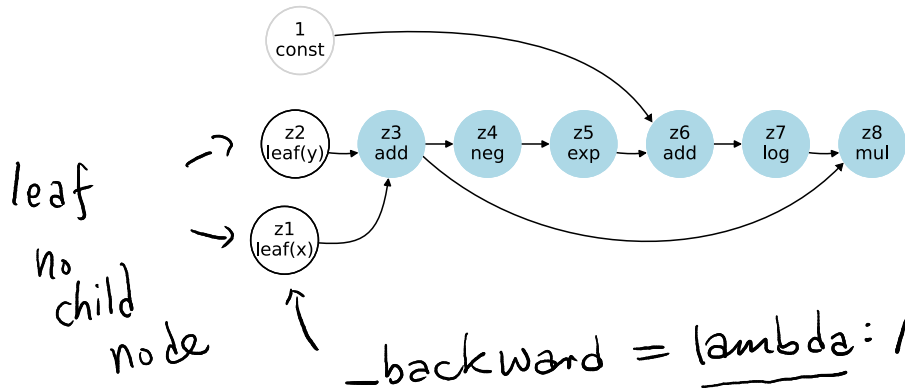 1
const
z2
leaf(y)
z3
add
z4
neg
z5
exp
z6
add
z7
log
z8
mul
z1
leaf(x)
leaf
no
child
node
_backward = lambda: